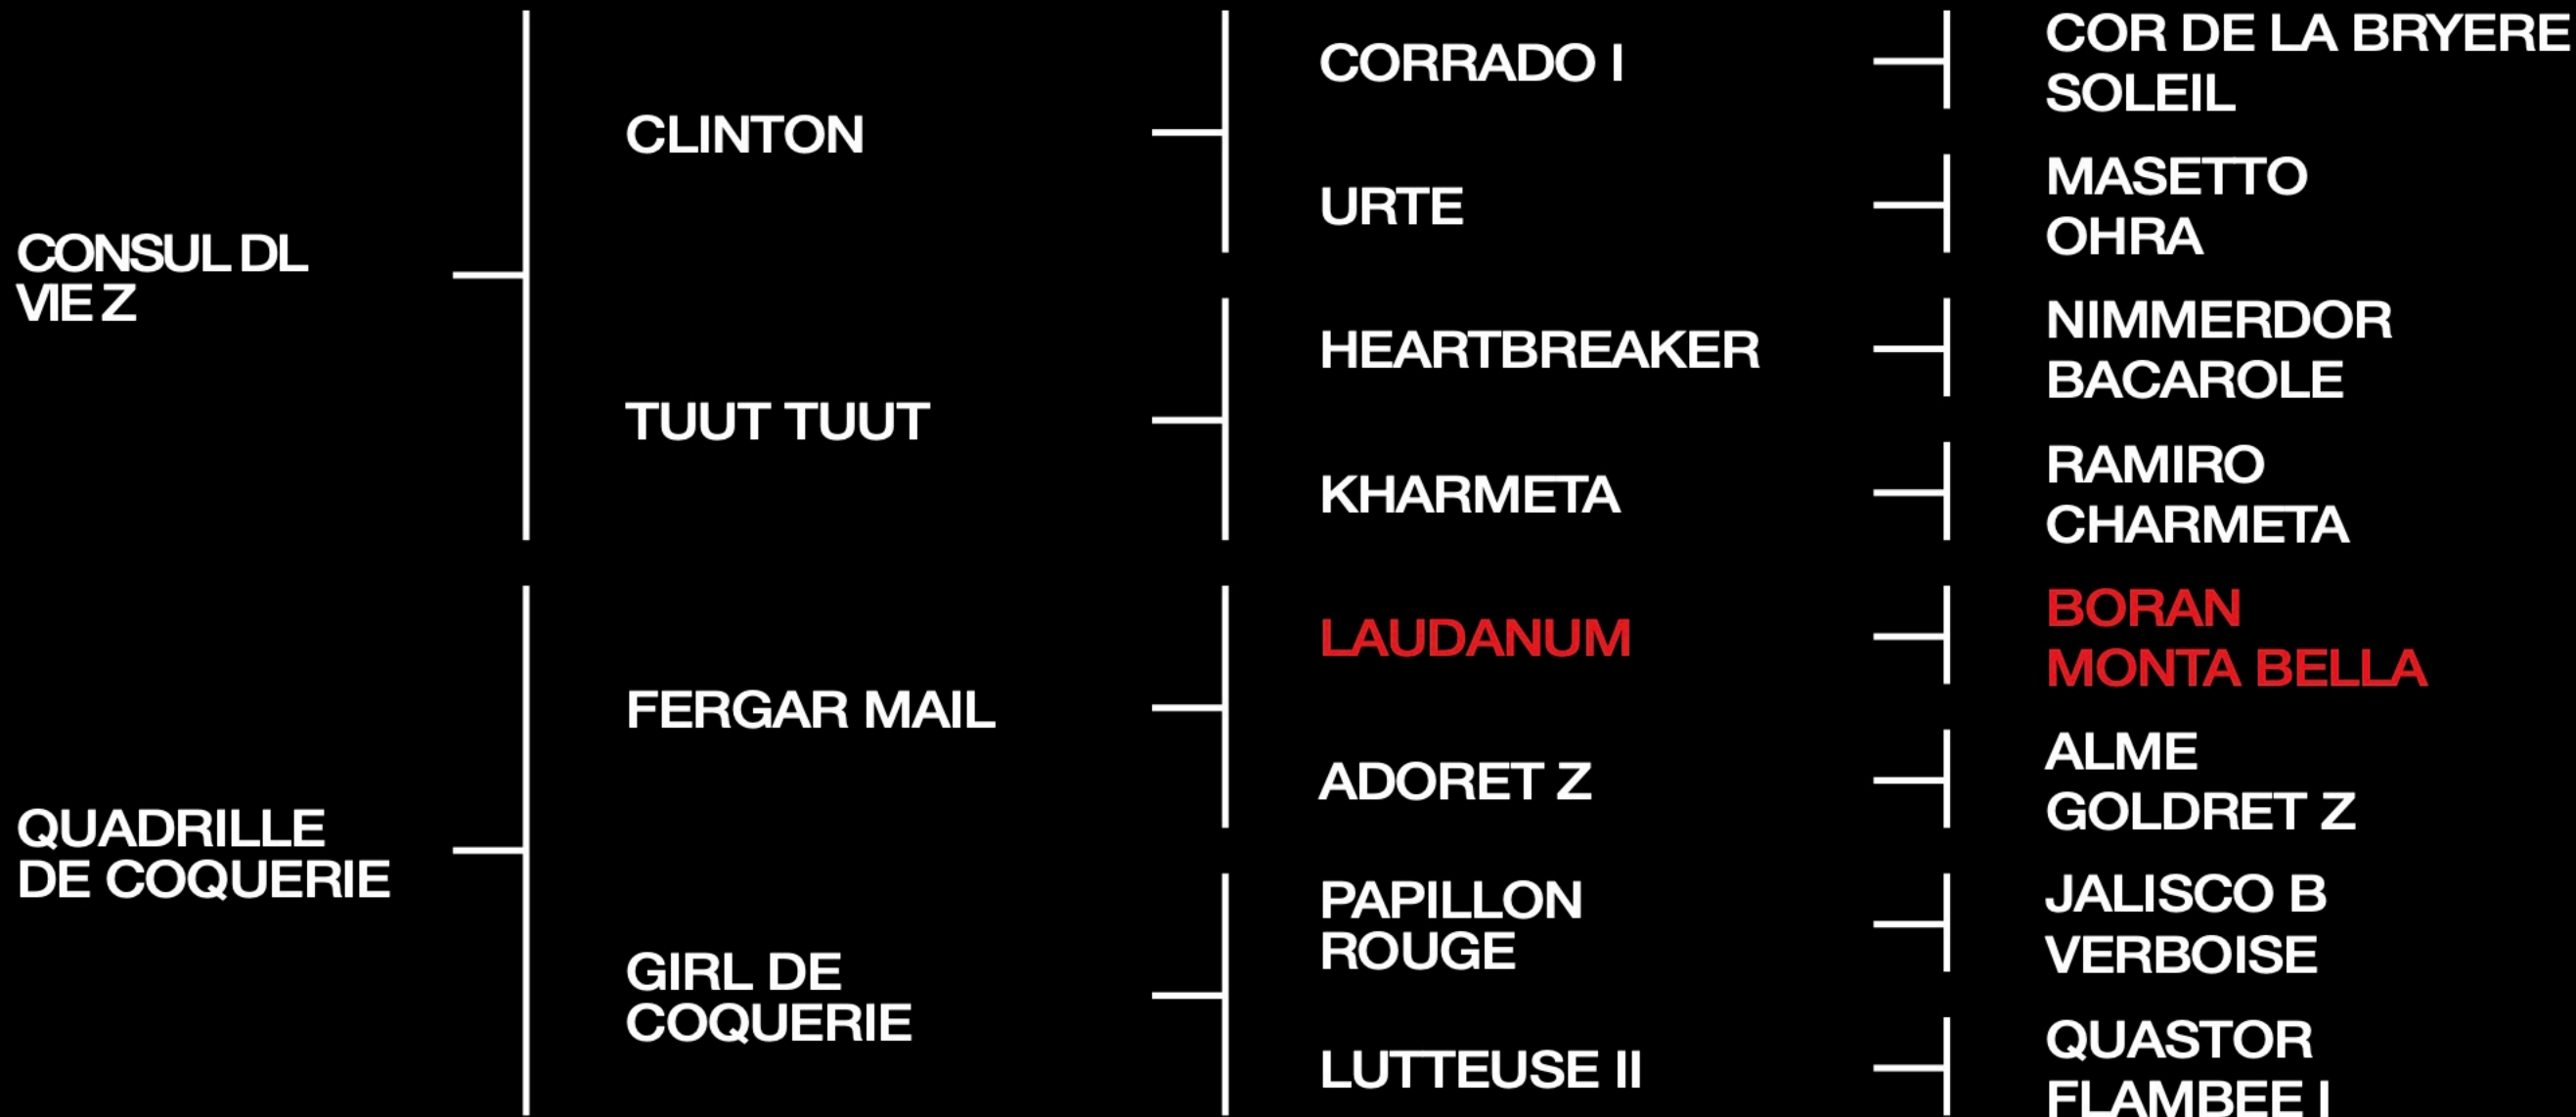 CONSUL DL
VIE Z
QUADRILLE
DE COQUERIE
CLINTON
TUUT TUUT
FERGAR MAIL
GIRL DE
COQUERIE
CORRADO I
URTE
HEARTBREAKER
KHARMETA
LAUDANUM
ADORET Z
PAPILLON
ROUGE
LUTTEUSE II
COR DE LA BRYERE
SOLEIL
MASETTO
OHRA
NIMMERDOR
BACAROLE
RAMIRO
CHARMETA
BORAN
MONTA BELLA
ALME
GOLDRET Z
JALISCO B
VERBOISE
QUASTOR
FLAMBEE I